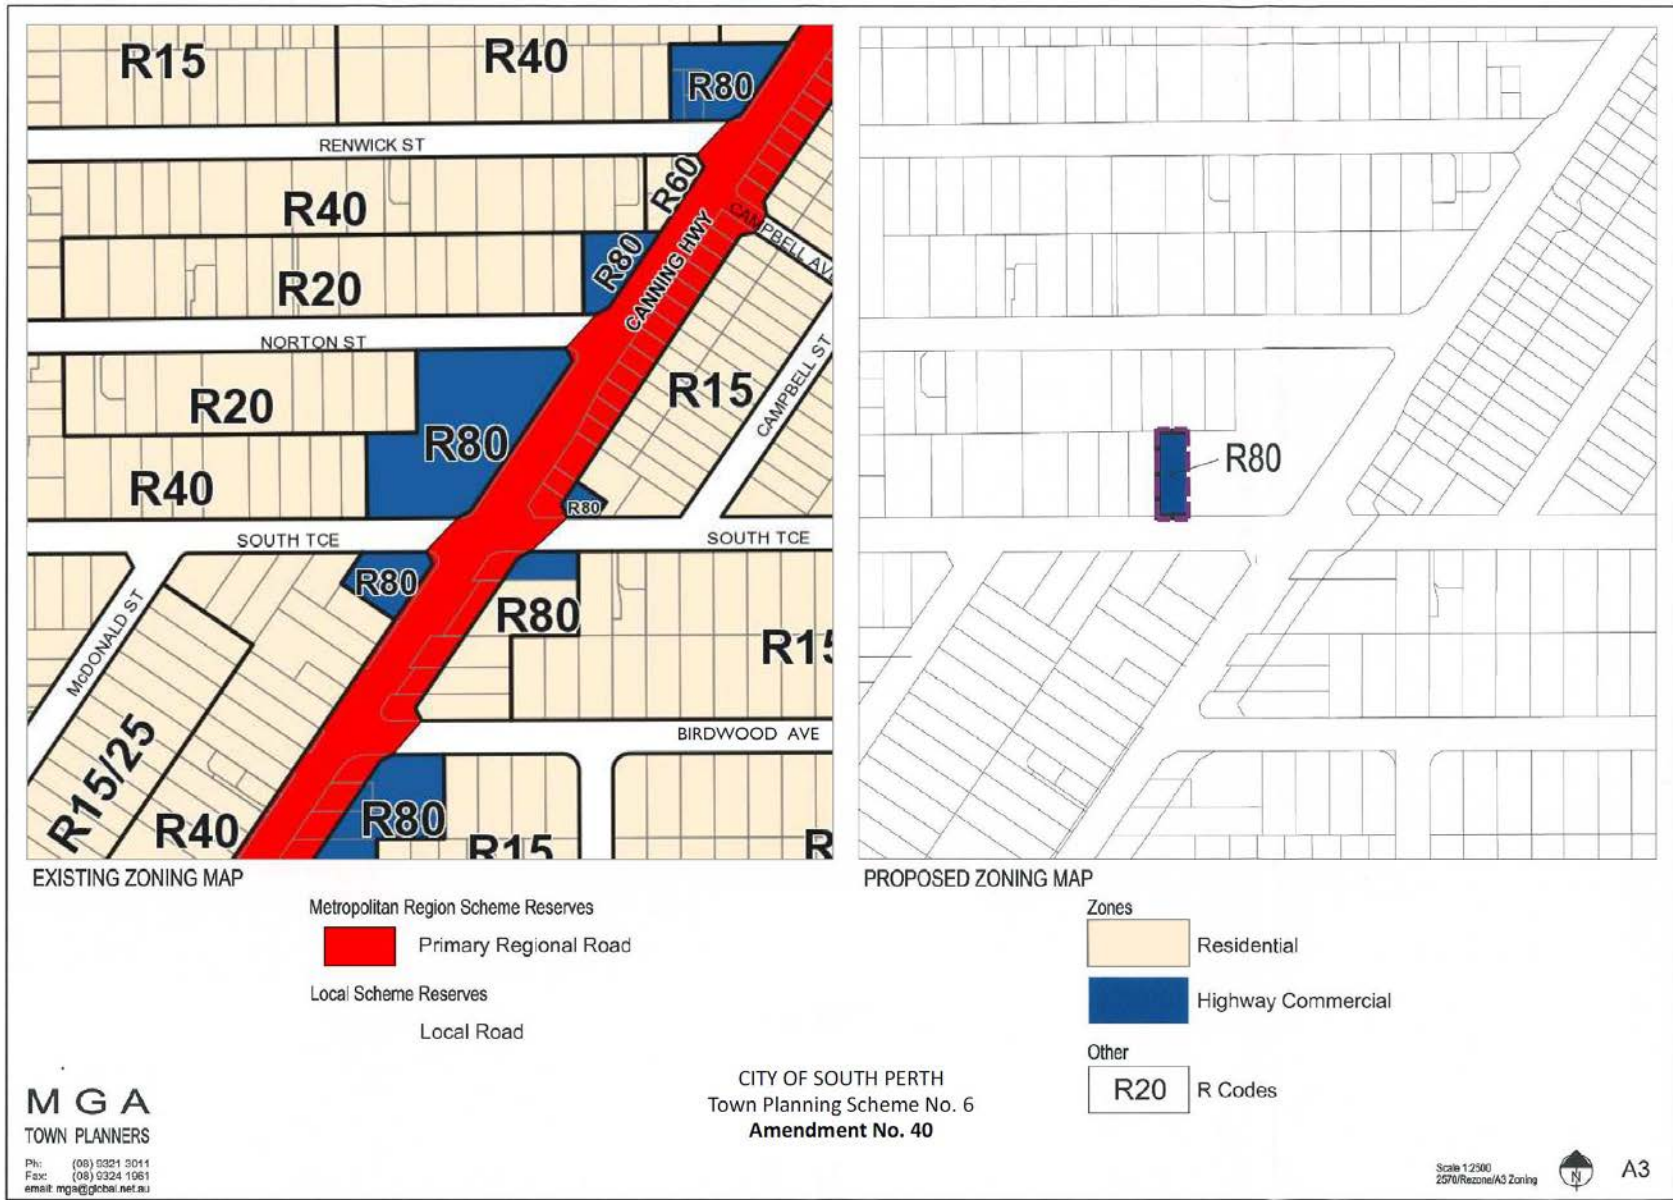 R15
R40
R80
RENWICK ST
R40
R60
R20
R80
CANNING HWY
CAMPBELL AV
NORTON ST
R20
R80
R15
CAMPBELL ST
R40
R80
SOUTH TCE
SOUTH TCE
R80
R80
R15
McDONALD ST
BIRDWOOD AVE
R15/25
R40
R80
R15
R
R80
EXISTING ZONING MAP
PROPOSED ZONING MAP
Metropolitan Region Scheme Reserves
Primary Regional Road
Local Scheme Reserves
Local Road
Zones
Residential
Highway Commercial
Other
R20 R Codes
CITY OF SOUTH PERTH
Town Planning Scheme No. 6
Amendment No. 40
MGA
TOWN PLANNERS
Ph: (08) 9321 3011
Fax: (08) 9324 1961
email: mga@global.net.au
Scale 1:2500
2570/Rezone/A3 Zoning
N
A3